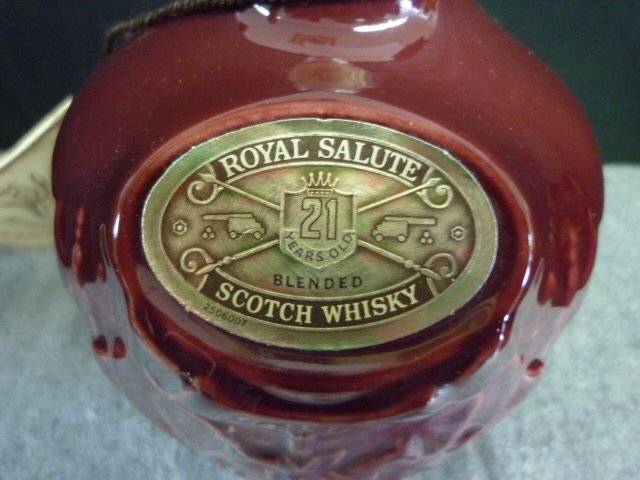 ROYAL SALUTE
21
YEARS OLD
BLENDED
SCOTCH WHISKY
2506007